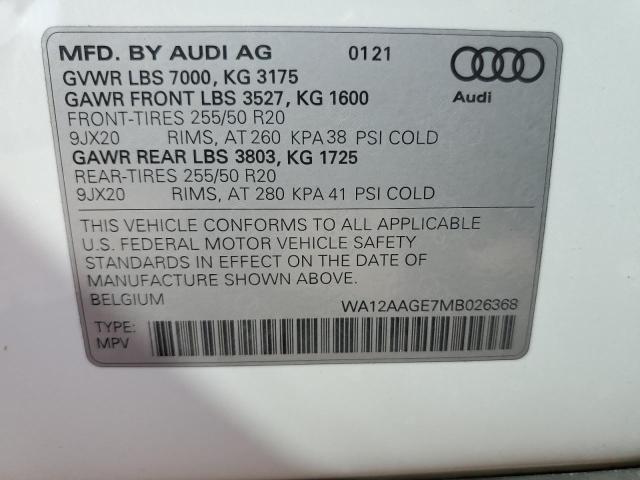 MFD. BY AUDI AG 0121
GVWR LBS 7000, KG 3175
GAWR FRONT LBS 3527, KG 1600
Audi
FRONT-TIRES 255/50 R20
9JX20 RIMS, AT 260 KPA 38 PSI COLD
GAWR REAR LBS 3803, KG 1725
REAR-TIRES 255/50 R20
9JX20 RIMS, AT 280 KPA 41 PSI COLD
THIS VEHICLE CONFORMS TO ALL APPLICABLE
U.S. FEDERAL MOTOR VEHICLE SAFETY
STANDARDS IN EFFECT ON THE DATE OF
MANUFACTURE SHOWN ABOVE.
BELGIUM WA12AAGE7MB026368
TYPE:
MPV